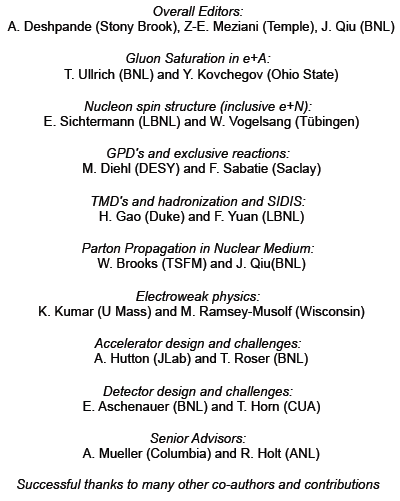 Overall Editors:
A. Deshpande (Stony Brook), Z-E. Meziani (Temple), J. Qiu (BNL)
Gluon Saturation in e+A:
T. Ullrich (BNL) and Y. Kovchegov (Ohio State)
Nucleon spin structure (inclusive e+N):
E. Sichtermann (LBNL) and W. Vogelsang (Tübingen)
GPD's and exclusive reactions:
M. Diehl (DESY) and F. Sabatie (Saclay)
TMD's and hadronization and SIDIS:
H. Gao (Duke) and F. Yuan (LBNL)
Parton Propagation in Nuclear Medium:
W. Brooks (TSFM) and J. Qiu(BNL)
Electroweak physics:
K. Kumar (U Mass) and M. Ramsey-Musolf (Wisconsin)
Accelerator design and challenges:
A. Hutton (JLab) and T. Roser (BNL)
Detector design and challenges:
E. Aschenauer (BNL) and T. Horn (CUA)
Senior Advisors:
A. Mueller (Columbia) and R. Holt (ANL)
Successful thanks to many other co-authors and contributions